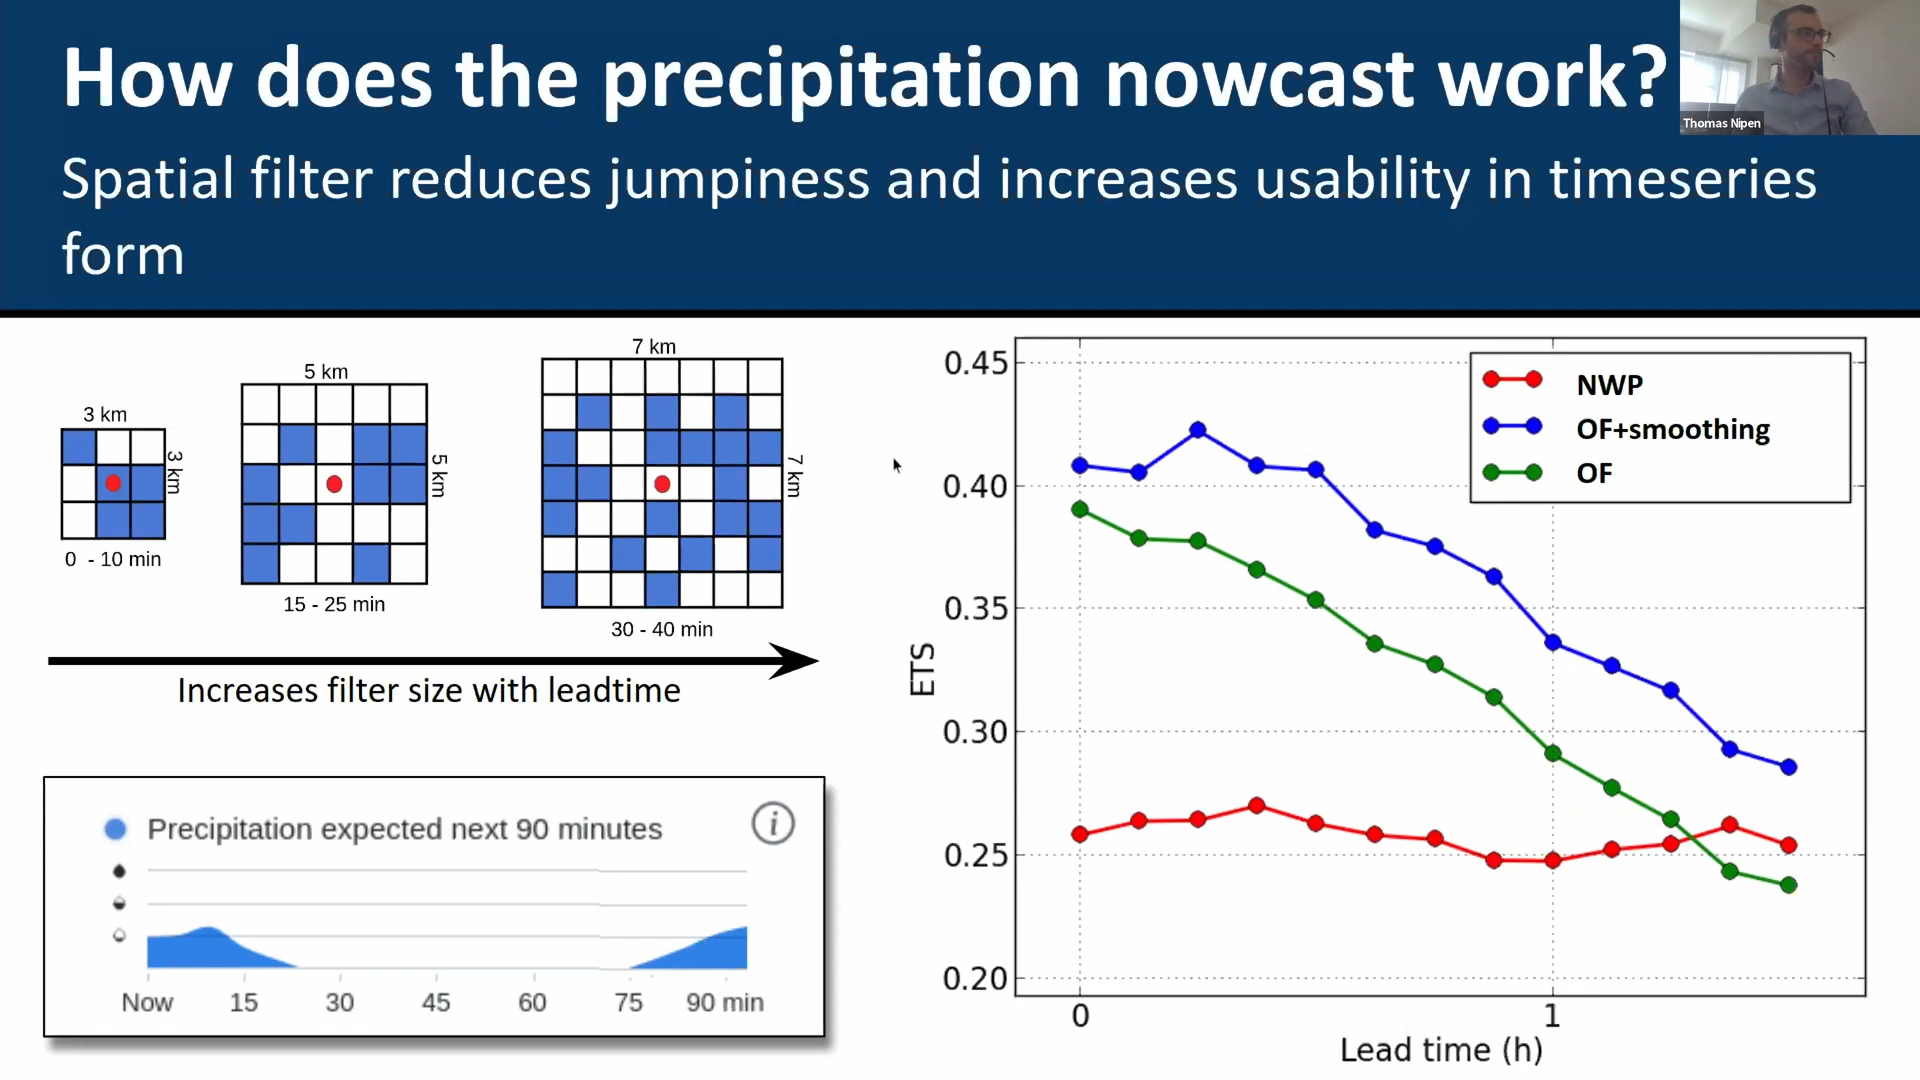 How does the precipitation nowcast work?
Thomas Nipen
Spatial filter reduces jumpiness and increases usability in timeseries
form
3 km
3 km
0 - 10 min
5 km
5 km
15 - 25 min
7 km
7 km
30 - 40 min
Increases filter size with leadtime
Precipitation expected next 90 minutes
i
Now 15 30 45 60 75 90 min
0.45
0.40
0.35
0.30
0.25
0.20
ETS
NWP
OF+smoothing
OF
0 1
Lead time (h)